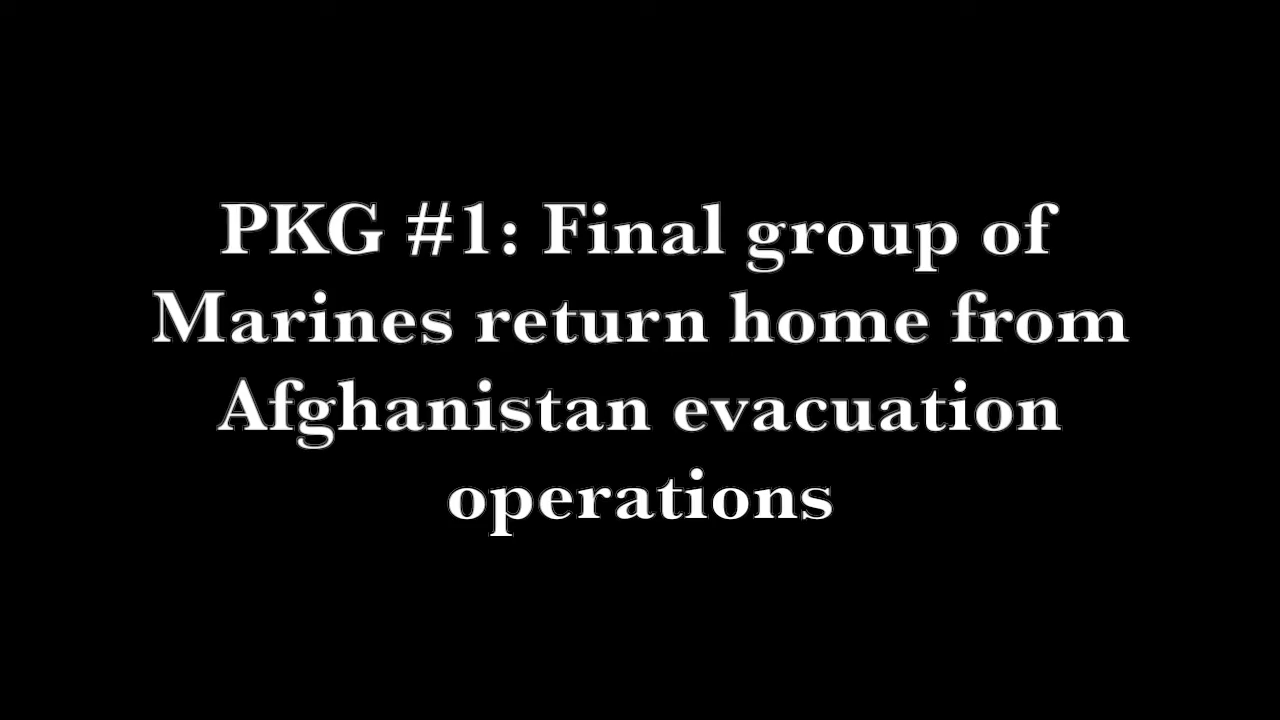 PKG #1: Final group of
Marines return home from
Afghanistan evacuation
operations